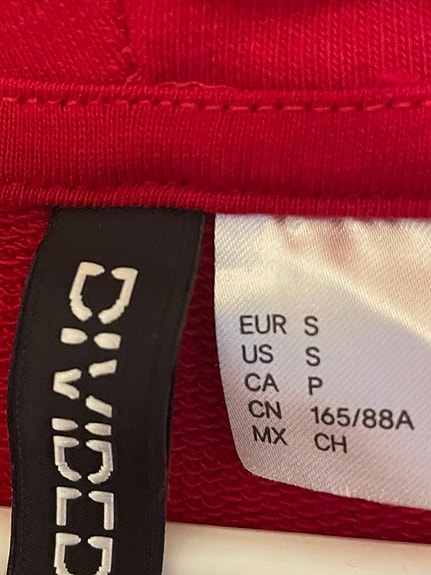 DIVIDED
EUR S
US S
CA P
CN 165/88A
MX CH